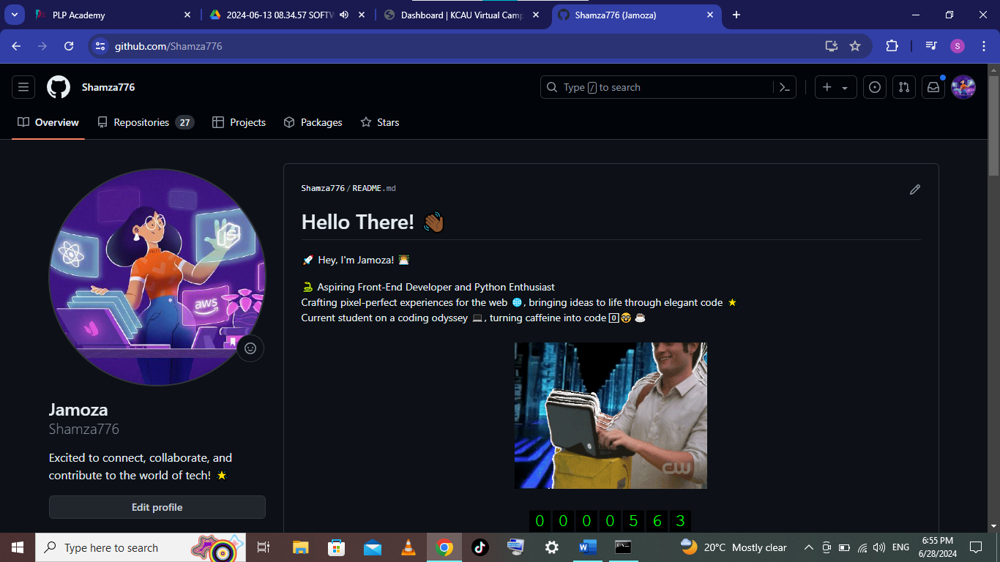 PLP Academy
2024-06-13 08.34.57 SOFTW
Dashboard | KCAU Virtual Camp
Shamza776 (Jamoza)
github.com/Shamza776
S
Shamza776
Type / to search
Overview
Repositories 27
Projects
Packages
Stars
JS
aws
Jamoza
Shamza776
Excited to connect, collaborate, and
contribute to the world of tech! ⭐
Edit profile
Shamza776/README.md
Hello There! 👋🏾
🚀 Hey, I'm Jamoza! 👨‍💻
🐍 Aspiring Front-End Developer and Python Enthusiast
Crafting pixel-perfect experiences for the web 🌐, bringing ideas to life through elegant code ⭐
Current student on a coding odyssey 💻, turning caffeine into code 0️⃣🤓 ☕
CW
0 0 0 0 5 6 3
Type here to search
W
20°C Mostly clear
ENG
6:55 PM
6/28/2024